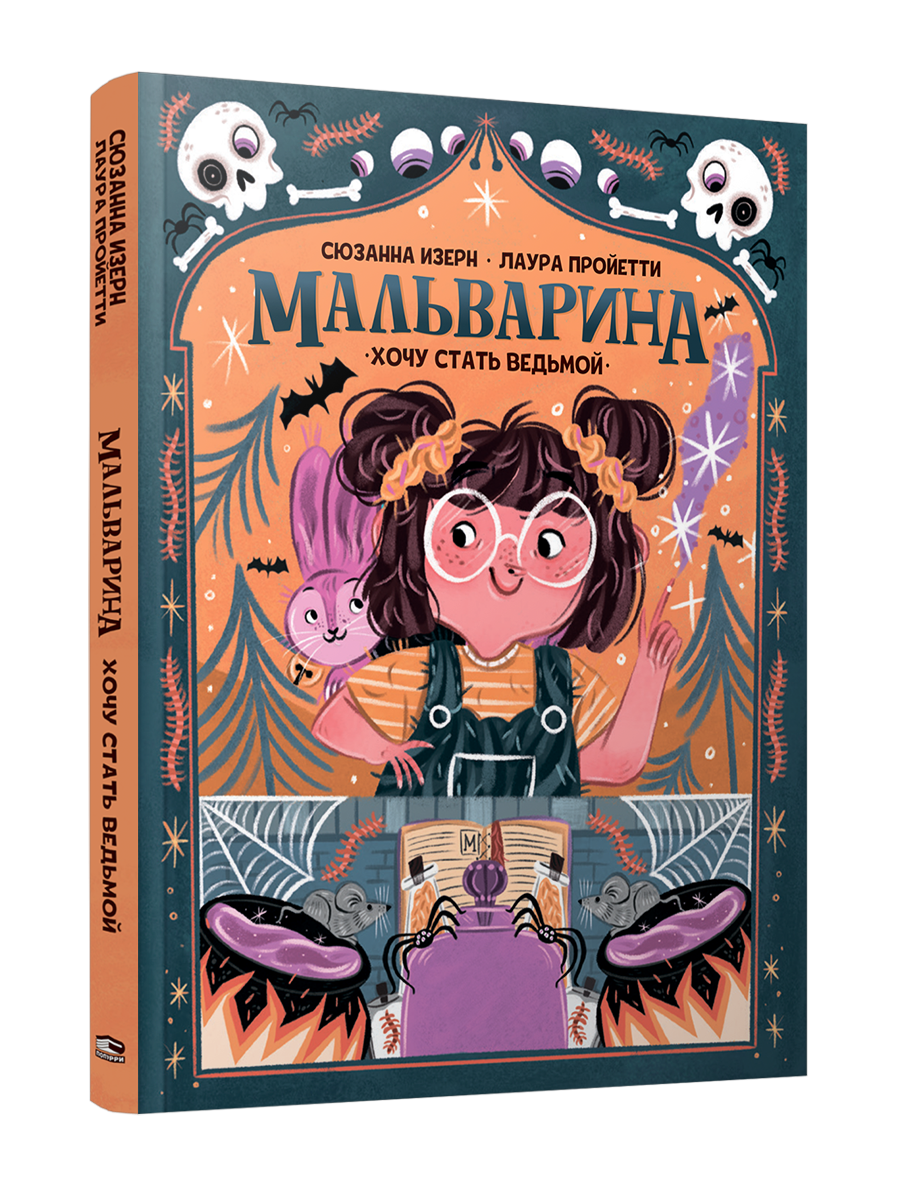 СЮЗАННА ИЗЕРН · ЛАУРА ПРОЙЕТТИ
МАЛЬВАРИНА
·ХОЧУ СТАТЬ ВЕДЬМОЙ·
М
СЮЗАННА ИЗЕРН
ЛАУРА ПРОЙЕТТИ
МАЛЬВАРИНА ХОЧУ СТАТЬ ВЕДЬМОЙ
ПОПУРРИ